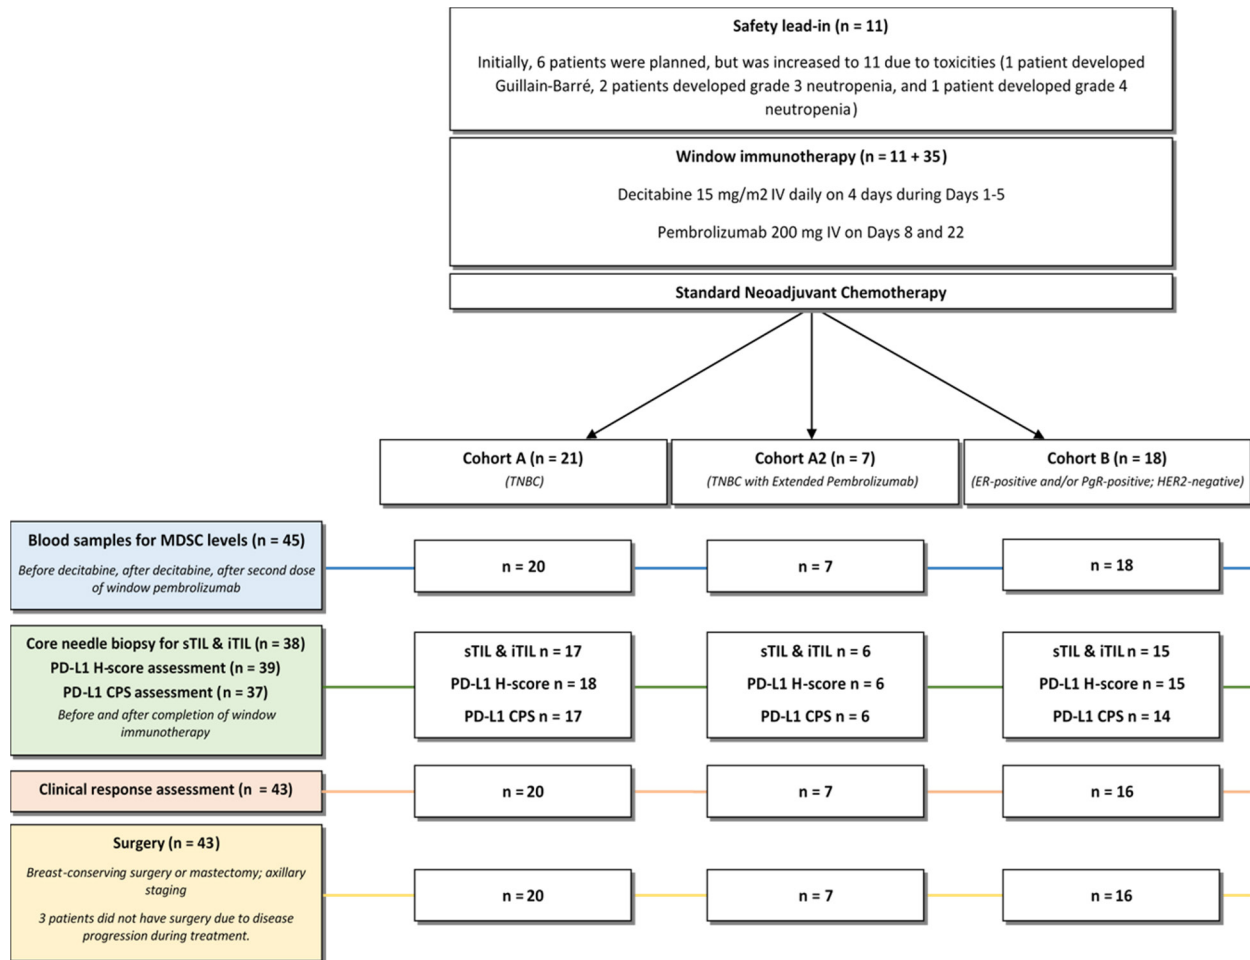 Safety lead-in (n = 11)
Initially, 6 patients were planned, but was increased to 11 due to toxicities (1 patient developed
Guillain-Barré, 2 patients developed grade 3 neutropenia, and 1 patient developed grade 4
neutropenia)
Window immunotherapy (n = 11 + 35)
Decitabine 15 mg/m2 IV daily on 4 days during Days 1-5
Pembrolizumab 200 mg IV on Days 8 and 22
Standard Neoadjuvant Chemotherapy
Cohort A (n = 21)
(TNBC)
Cohort A2 (n = 7)
(TNBC with Extended Pembrolizumab)
Cohort B (n = 18)
(ER-positive and/or PgR-positive; HER2-negative)
Blood samples for MDSC levels (n = 45)
Before decitabine, after decitabine, after second dose
of window pembrolizumab
n = 20
n = 7
n = 18
Core needle biopsy for sTIL & iTIL (n = 38)
PD-L1 H-score assessment (n = 39)
PD-L1 CPS assessment (n = 37)
Before and after completion of window
immunotherapy
sTIL & iTIL n = 17
PD-L1 H-score n = 18
PD-L1 CPS n = 17
sTIL & iTIL n = 6
PD-L1 H-score n = 6
PD-L1 CPS n = 6
sTIL & iTIL n = 15
PD-L1 H-score n = 15
PD-L1 CPS n = 14
Clinical response assessment (n = 43)
n = 20
n = 7
n = 16
Surgery (n = 43)
Breast-conserving surgery or mastectomy; axillary
staging
3 patients did not have surgery due to disease
progression during treatment.
n = 20
n = 7
n = 16